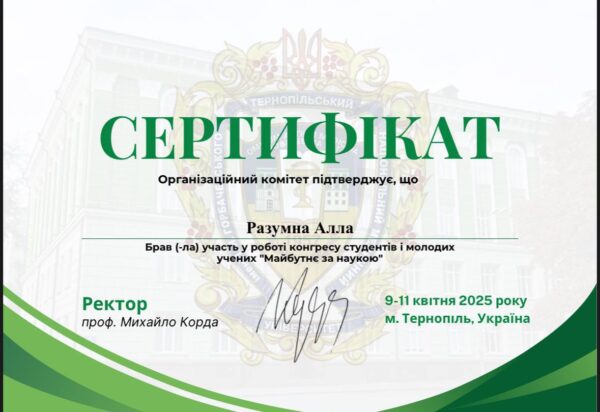 ТЕРНОПІЛЬСЬКИЙ
СЕРТИФІКАТ
Організаційний комітет підтверджує, що
Разумна Алла
Брав (-ла) участь у роботі конгресу студентів і молодих
учених "Майбутнє за наукою"
Ректор
проф. Михайло Корда
9-11 квітня 2025 року
м. Тернопіль, Україна